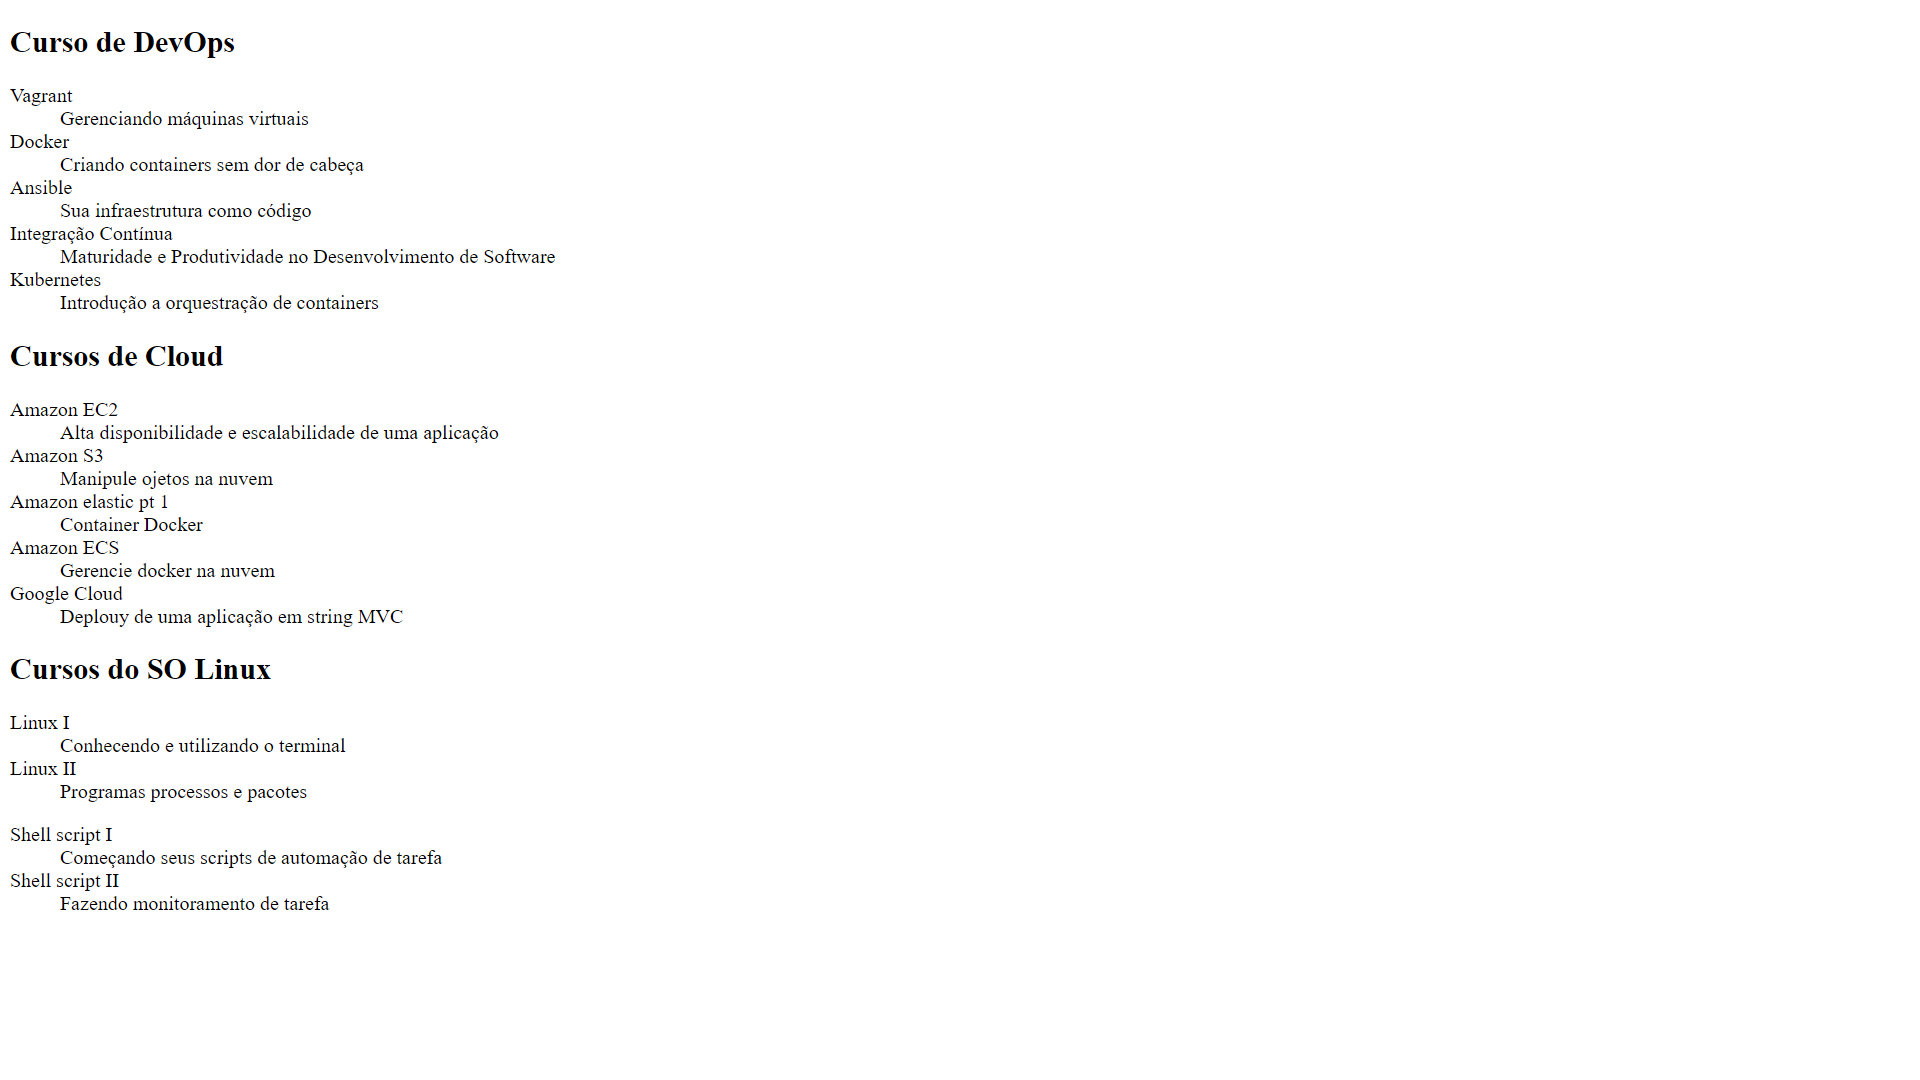 Curso de DevOps
Vagrant
Gerenciando máquinas virtuais
Docker
Criando containers sem dor de cabeça
Ansible
Sua infraestrutura como código
Integração Contínua
Maturidade e Produtividade no Desenvolvimento de Software
Kubernetes
Introdução a orquestração de containers
Cursos de Cloud
Amazon EC2
Alta disponibilidade e escalabilidade de uma aplicação
Amazon S3
Manipule ojetos na nuvem
Amazon elastic pt 1
Container Docker
Amazon ECS
Gerencie docker na nuvem
Google Cloud
Deplouy de uma aplicação em string MVC
Cursos do SO Linux
Linux I
Conhecendo e utilizando o terminal
Linux II
Programas processos e pacotes
Shell script I
Começando seus scripts de automação de tarefa
Shell script II
Fazendo monitoramento de tarefa